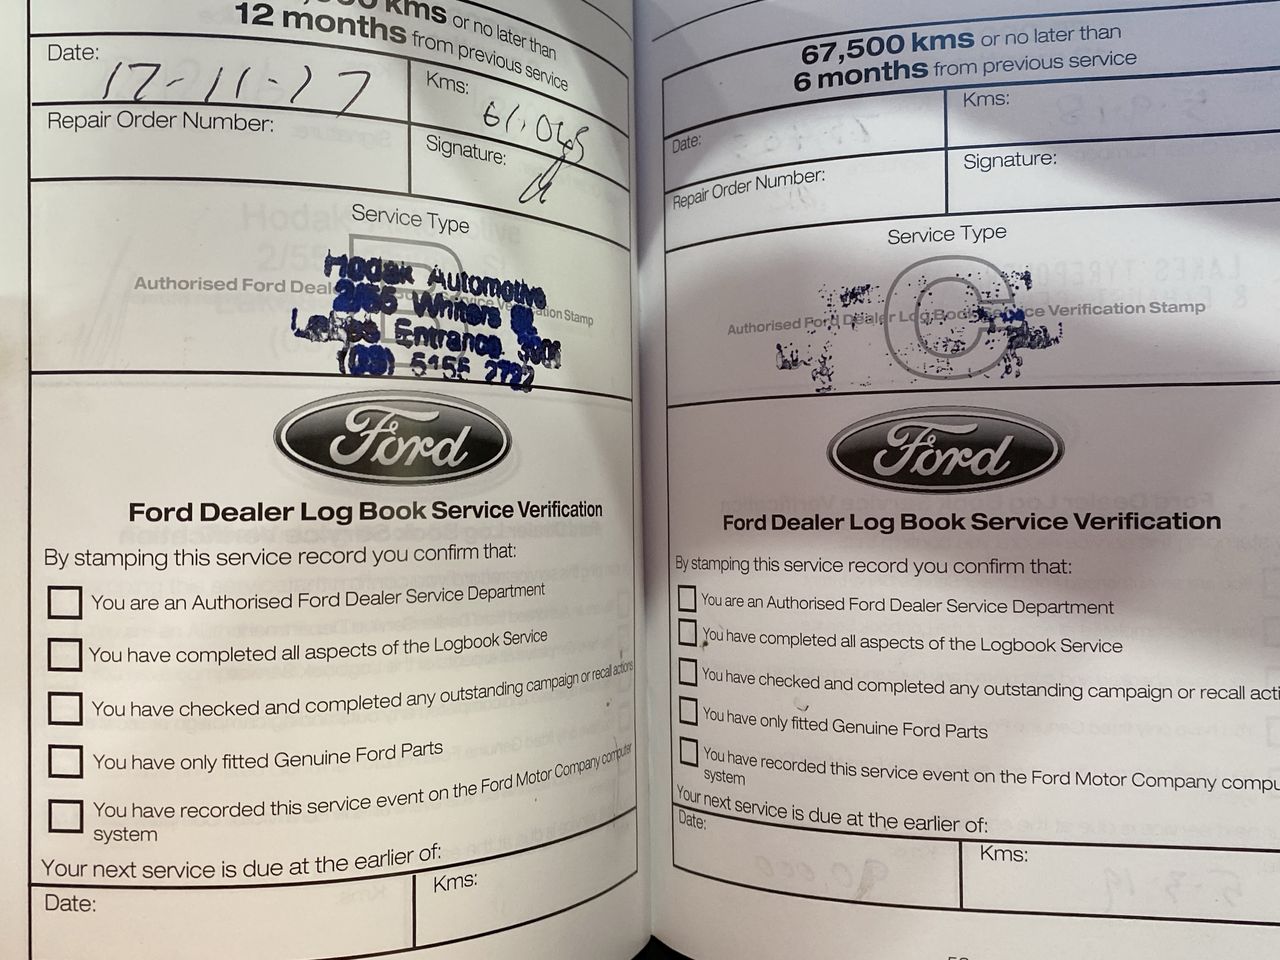 kms or no later than
12 months from previous service
Date: 17-11-17
Kms: 61,045
Repair Order Number:
Signature:
Service Type
B
Authorised Ford Deal
ation Stamp
Hodak Automotive
2/55 Whiters St
Lakes Entrance
(03) 5155 2792
Ford
Ford Dealer Log Book Service Verification
By stamping this service record you confirm that:
You are an Authorised Ford Dealer Service Department
You have completed all aspects of the Logbook Service
You have checked and completed any outstanding campaign or recall actions
You have only fitted Genuine Ford Parts
You have recorded this service event on the Ford Motor Company computer
system
Your next service is due at the earlier of:
Date:
Kms:
67,500 kms or no later than
6 months from previous service
Date:
Kms:
Repair Order Number:
Signature:
Service Type
C
Authorised Ford Dealer Log Book Service Verification Stamp
Ford
Ford Dealer Log Book Service Verification
By stamping this service record you confirm that:
You are an Authorised Ford Dealer Service Department
You have completed all aspects of the Logbook Service
You have checked and completed any outstanding campaign or recall acti
You have only fitted Genuine Ford Parts
You have recorded this service event on the Ford Motor Company compu
system
Your next service is due at the earlier of:
Date:
Kms: